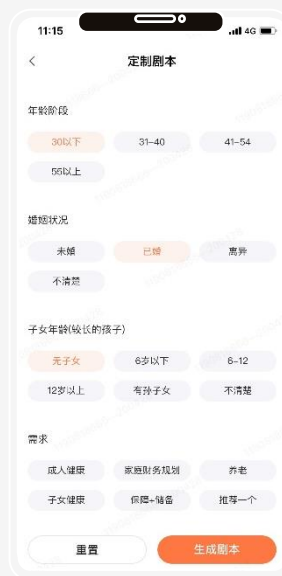 11:15
4G
定制剧本
年龄阶段
30以下
31-40
41-54
55以上
婚姻状况
未婚
已婚
离异
不清楚
子女年龄(较长的孩子)
无子女
6岁以下
6-12
12岁以上
有孙子女
不清楚
需求
成人健康
家庭财务规划
养老
子女健康
保障+储备
推荐一个
重置
生成剧本